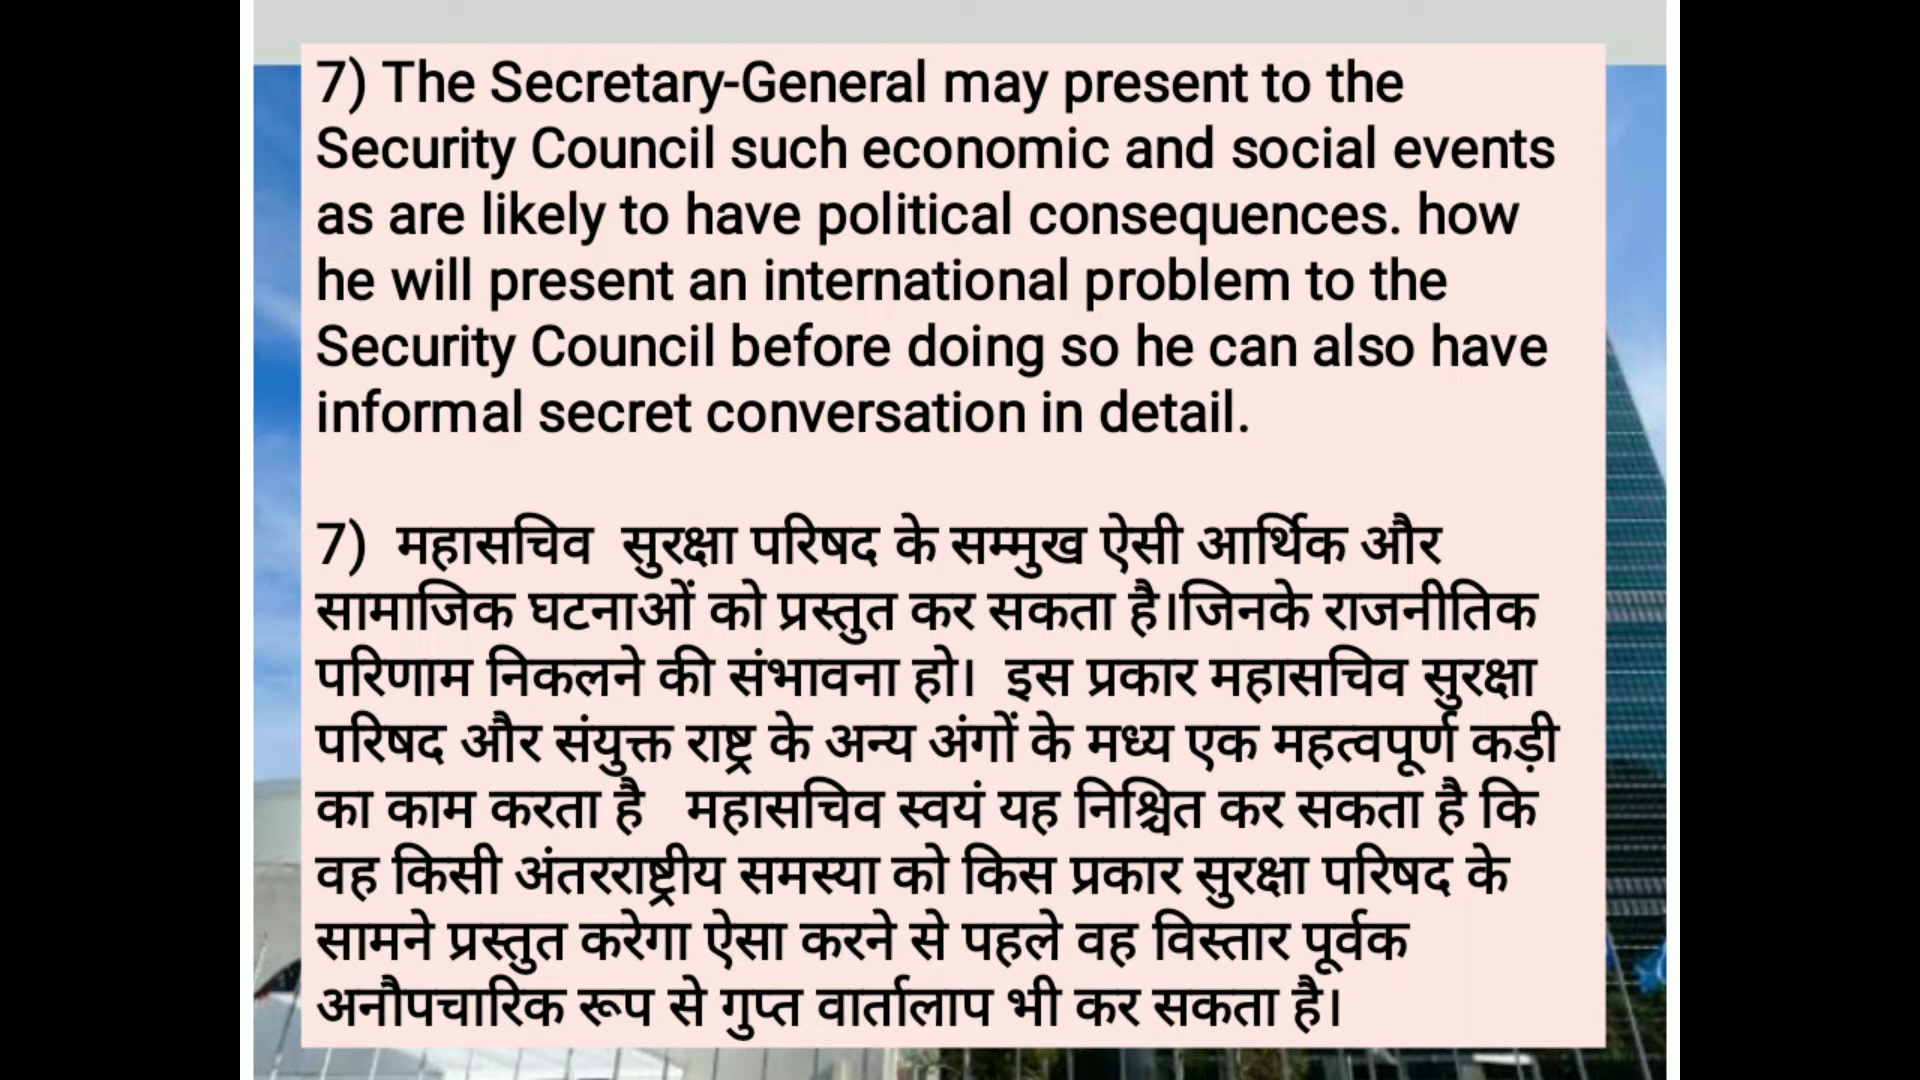 7) The Secretary-General may present to the
Security Council such economic and social events
as are likely to have political consequences. how
he will present an international problem to the
Security Council before doing so he can also have
informal secret conversation in detail.
7) महासचिव सुरक्षा परिषद के सम्मुख ऐसी आर्थिक और
सामाजिक घटनाओं को प्रस्तुत कर सकता है।जिनके राजनीतिक
परिणाम निकलने की संभावना हो। इस प्रकार महासचिव सुरक्षा
परिषद और संयुक्त राष्ट्र के अन्य अंगों के मध्य एक महत्वपूर्ण कड़ी
का काम करता है महासचिव स्वयं यह निश्चित कर सकता है कि
वह किसी अंतरराष्ट्रीय समस्या को किस प्रकार सुरक्षा परिषद के
सामने प्रस्तुत करेगा ऐसा करने से पहले वह विस्तार पूर्वक
अनौपचारिक रूप से गुप्त वार्तालाप भी कर सकता है।